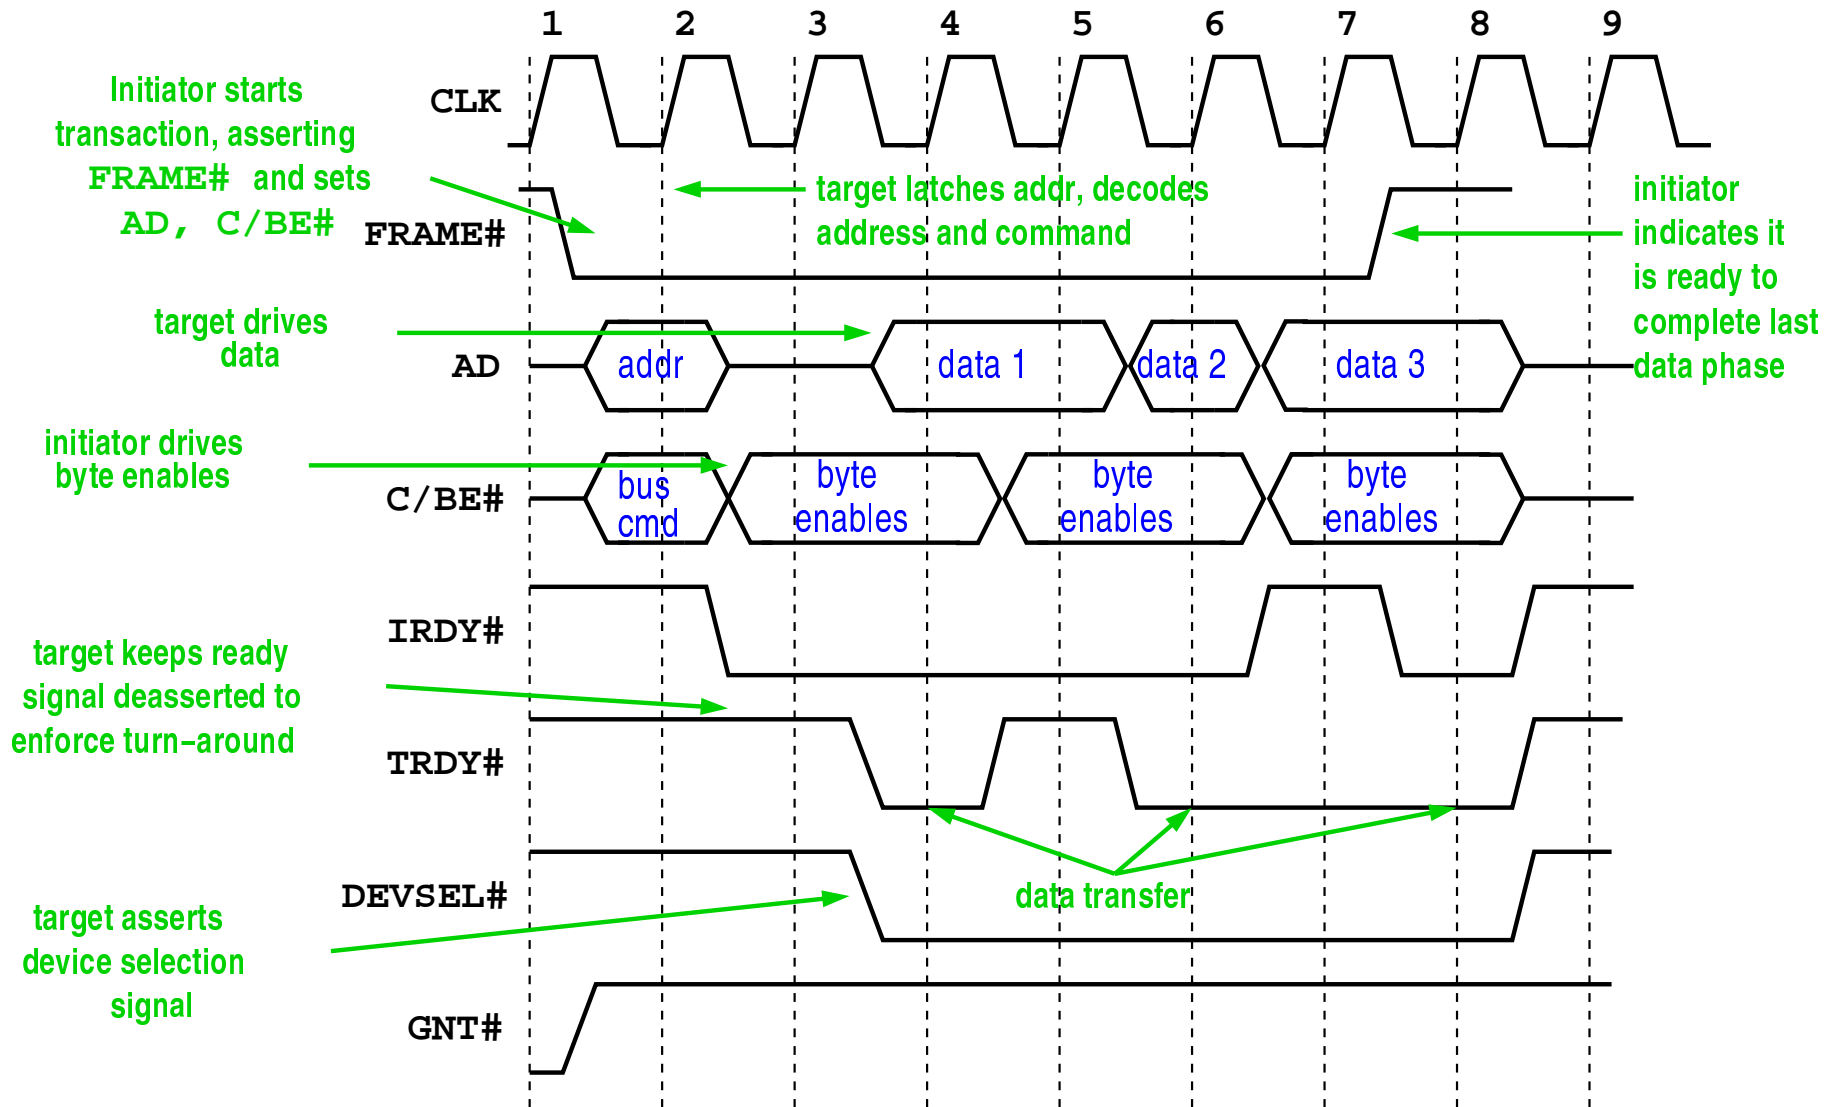 1 2 3 4 5 6 7 8 9
Initiator starts
transaction, asserting
FRAME# and sets
AD, C/BE#
CLK
FRAME#
target latches addr, decodes
address and command
initiator
indicates it
is ready to
complete last
data phase
target drives
data
AD
addr
data 1
data 2
data 3
initiator drives
byte enables
C/BE#
bus
cmd
byte
enables
byte
enables
byte
enables
IRDY#
target keeps ready
signal deasserted to
enforce turn−around
TRDY#
data transfer
DEVSEL#
target asserts
device selection
signal
GNT#